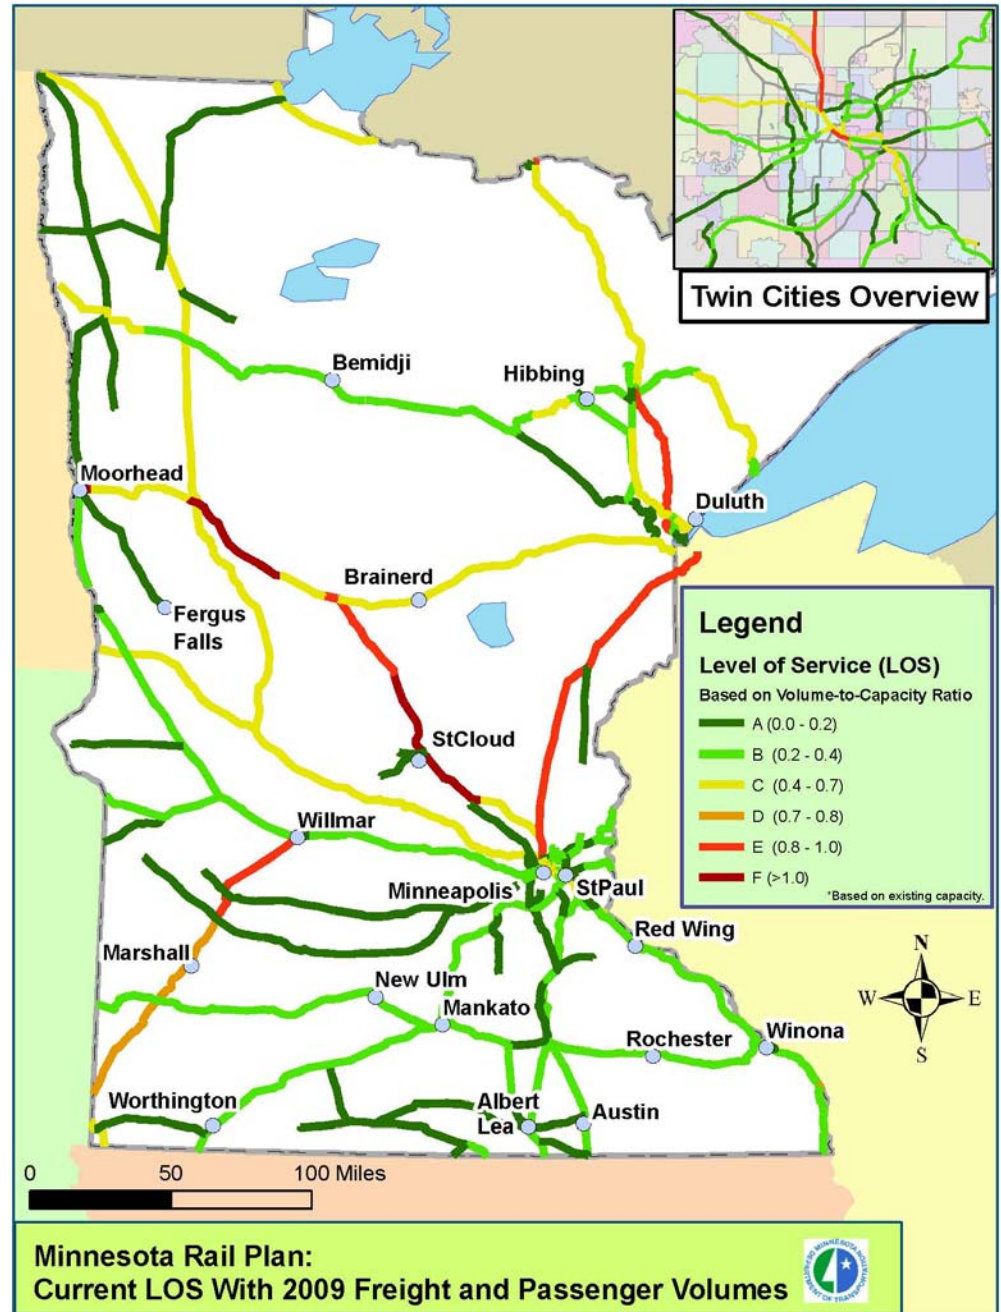 Twin Cities Overview
Bemidji
Hibbing
Moorhead
Duluth
Brainerd
Fergus
Falls
Legend
Level of Service (LOS)
Based on Volume-to-Capacity Ratio
A (0.0 - 0.2)
B (0.2 - 0.4)
C (0.4 - 0.7)
D (0.7 - 0.8)
E (0.8 - 1.0)
F (>1.0)
*Based on existing capacity.
StCloud
Willmar
Minneapolis
StPaul
Red Wing
Marshall
New Ulm
Mankato
N
W
E
S
Rochester
Winona
Worthington
Albert
Lea
Austin
0 50 100 Miles
Minnesota Rail Plan:
Current LOS With 2009 Freight and Passenger Volumes
MINNESOTA
DEPARTMENT OF TRANSPORTATION